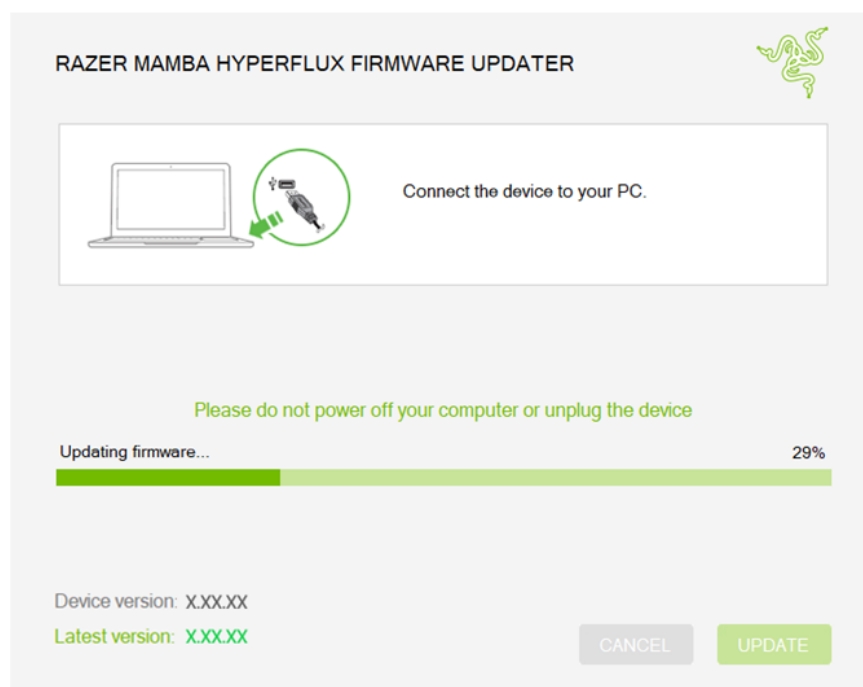 RAZER MAMBA HYPERFLUX FIRMWARE UPDATER
Connect the device to your PC.
Please do not power off your computer or unplug the device
Updating firmware... 29%
Device version: X.XX.XX
Latest version: X.XX.XX
CANCEL UPDATE